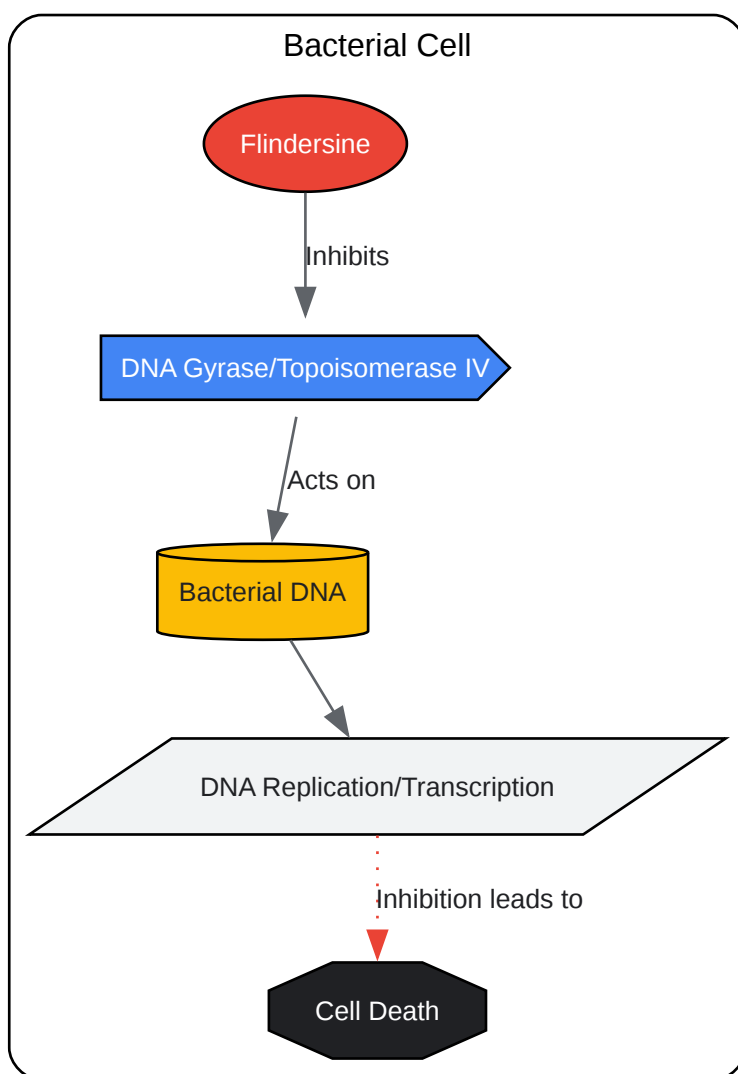 Bacterial Cell
Flindersine
Inhibits
DNA Gyrase/Topoisomerase IV
Acts on
Bacterial DNA
DNA Replication/Transcription
Inhibition leads to
Cell Death